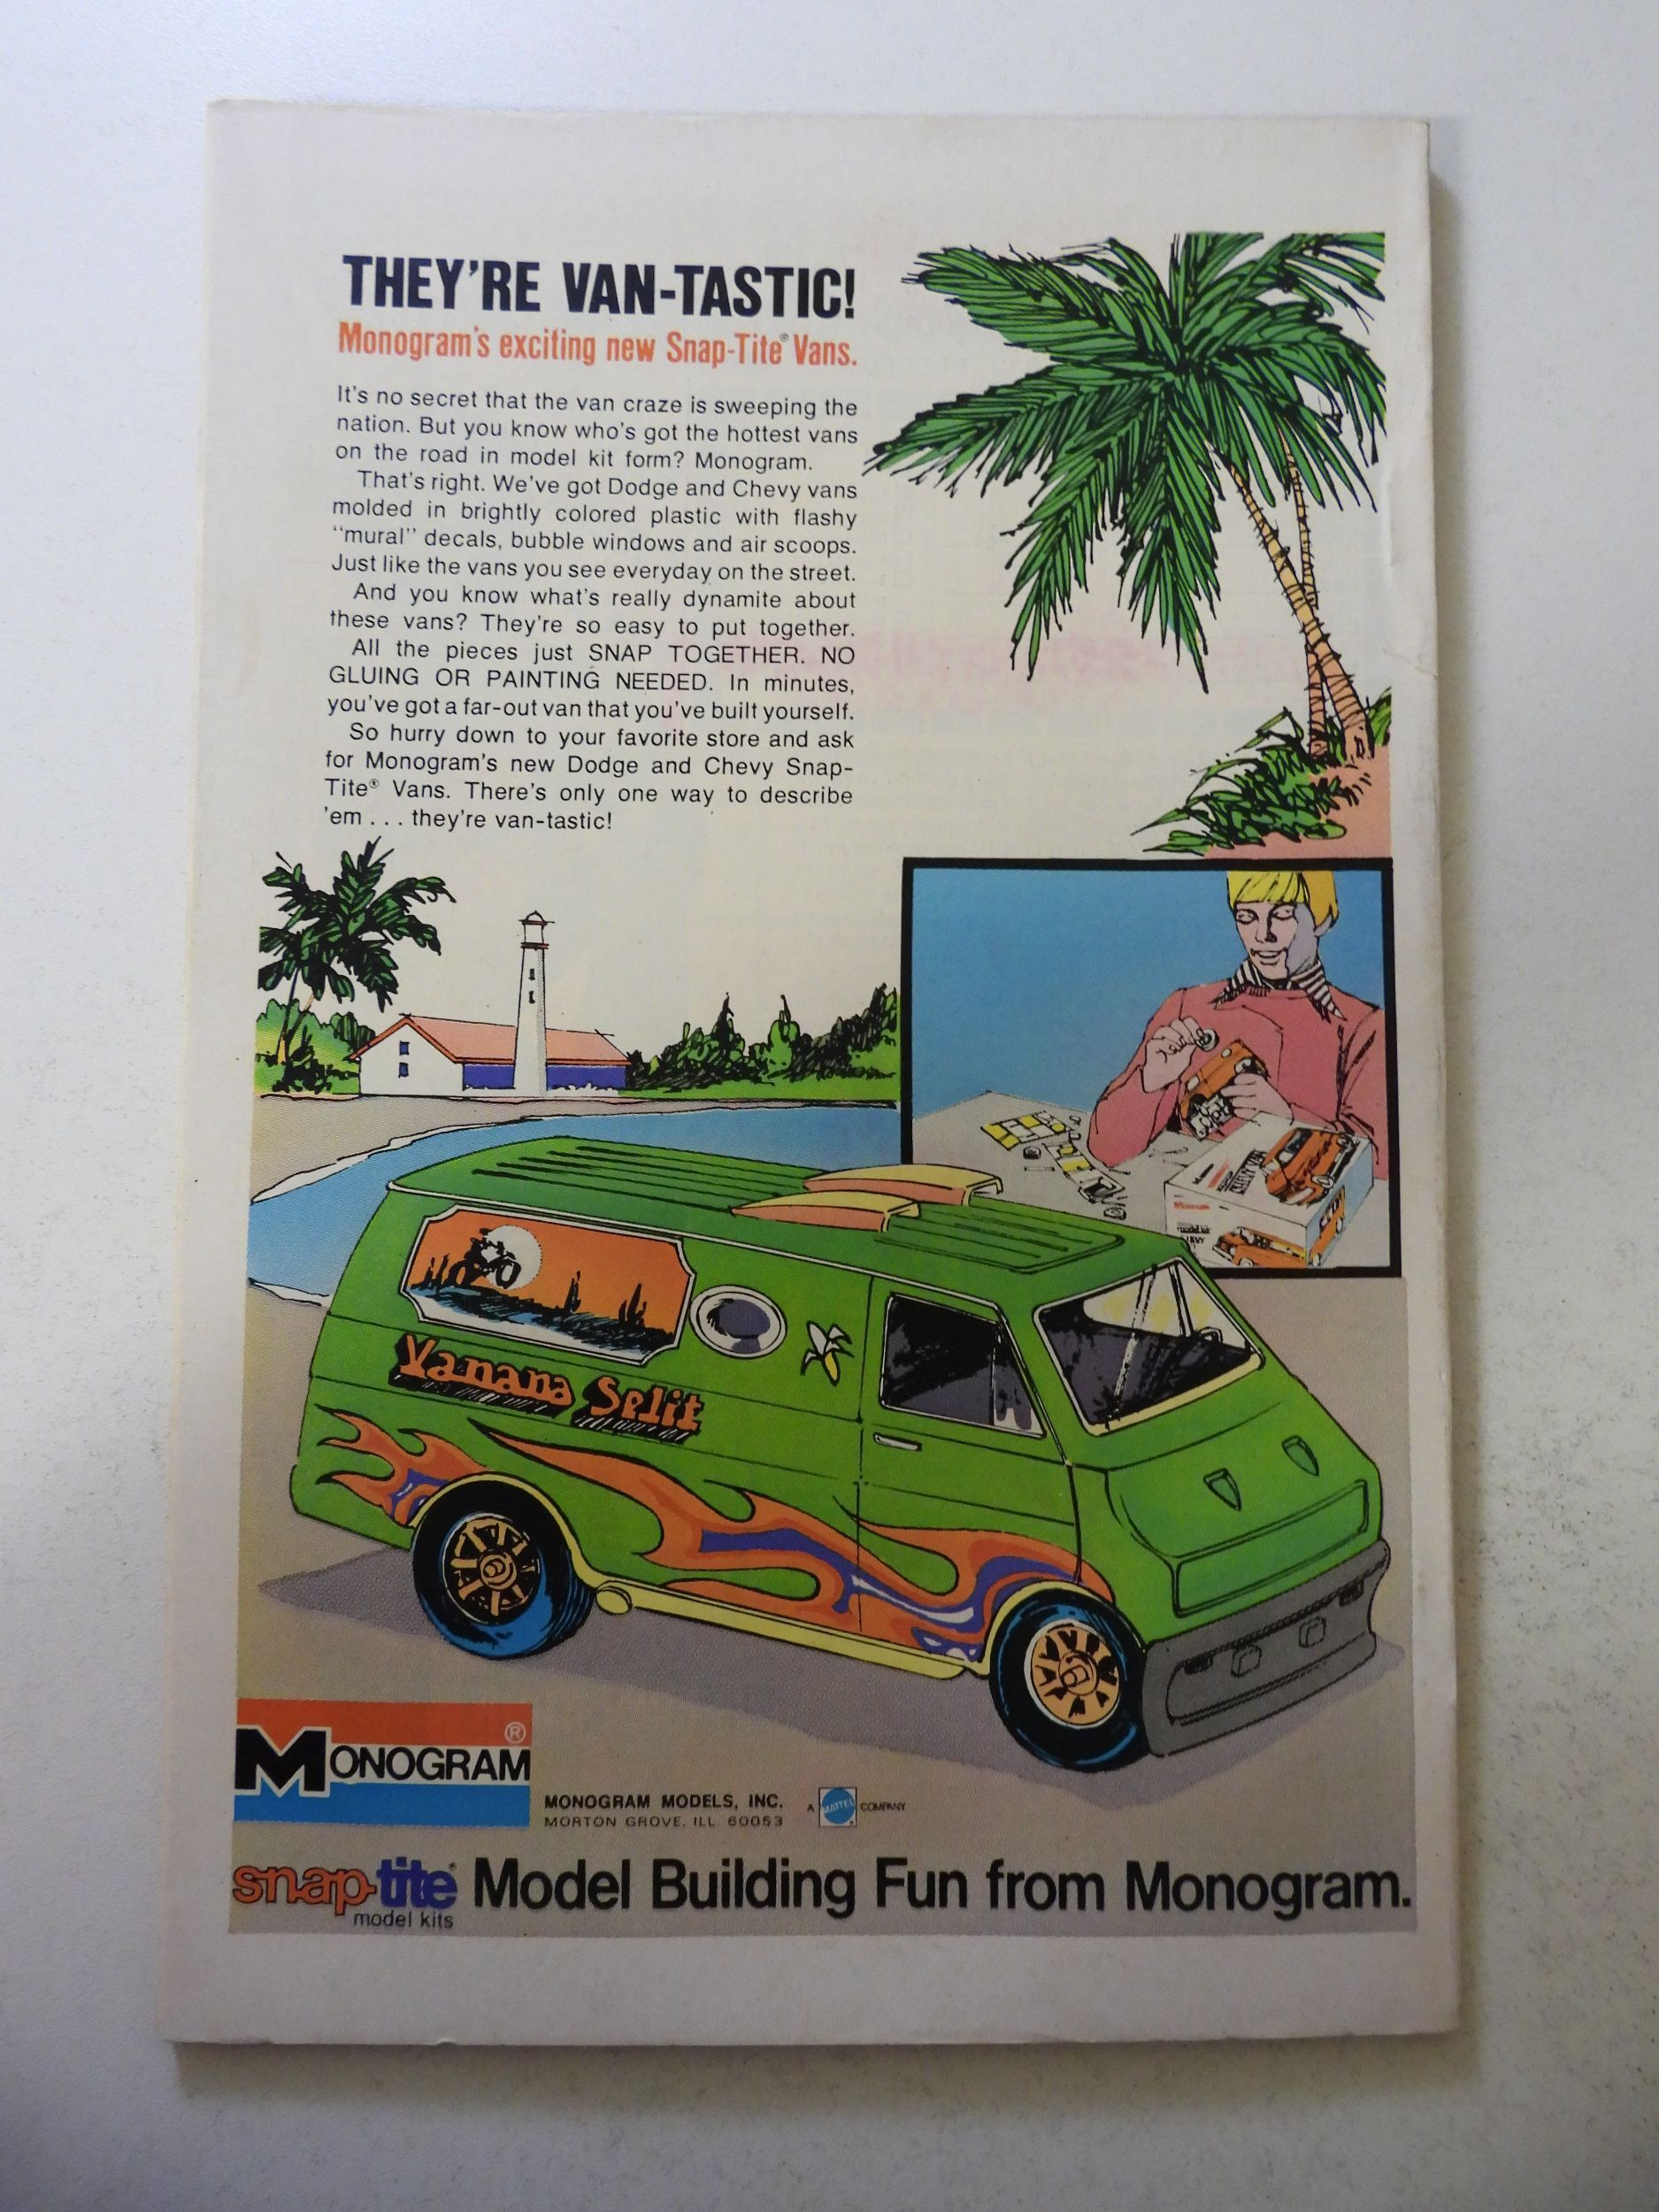 THEY'RE VAN-TASTIC!
Monogram's exciting new Snap-Tite® Vans.
It's no secret that the van craze is sweeping the
nation. But you know who's got the hottest vans
on the road in model kit form? Monogram.
That's right. We've got Dodge and Chevy vans
molded in brightly colored plastic with flashy
"mural" decals, bubble windows and air scoops.
Just like the vans you see everyday on the street.
And you know what's really dynamite about
these vans? They're so easy to put together.
All the pieces just SNAP TOGETHER. NO
GLUING OR PAINTING NEEDED. In minutes,
you've got a far-out van that you've built yourself.
So hurry down to your favorite store and ask
for Monogram's new Dodge and Chevy Snap-
Tite® Vans. There's only one way to describe
'em . . . they're van-tastic!
Vanana Split
MONOGRAM®
MONOGRAM MODELS, INC.
MORTON GROVE, ILL. 60053
A MATTEL COMPANY
snap-tite® Model Building Fun from Monogram.
model kits